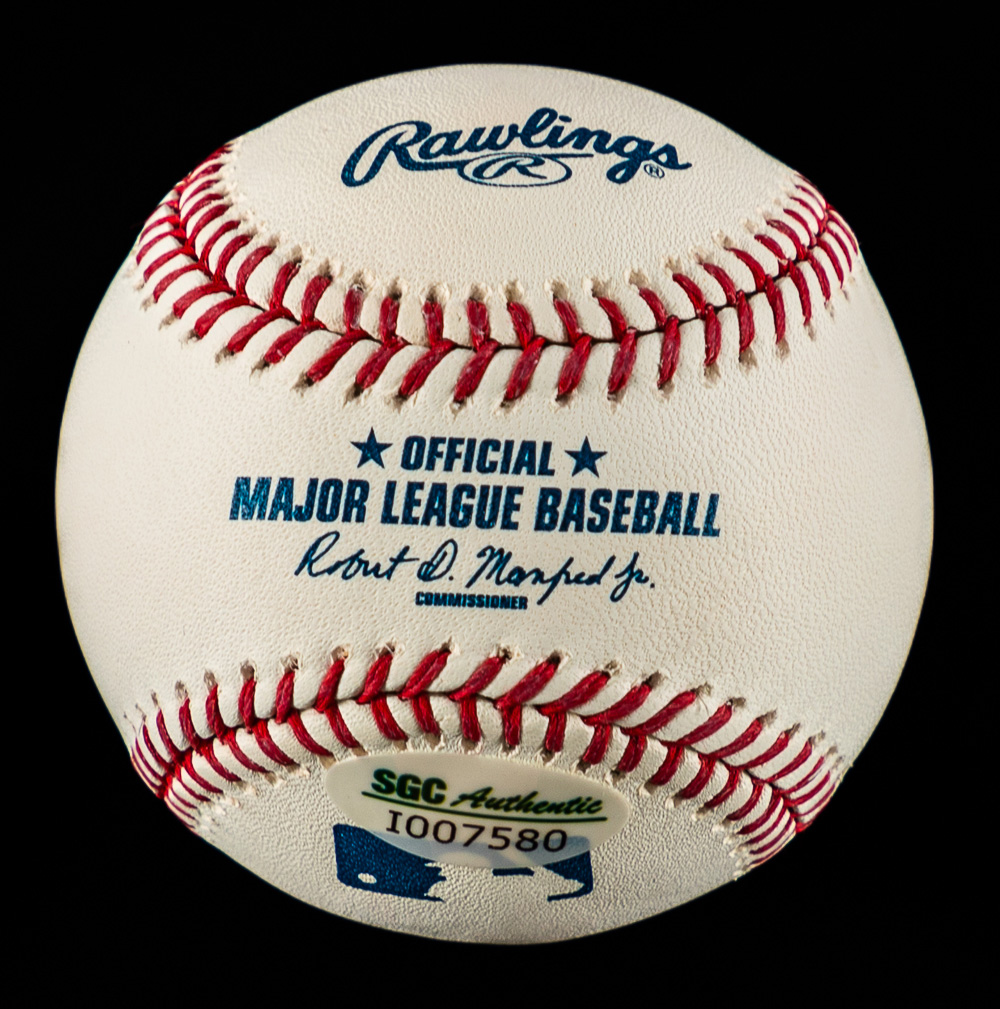 Rawlings
R ®
★ OFFICIAL ★
MAJOR LEAGUE BASEBALL
Robert D. Manfred Jr.
COMMISSIONER
SGC Authentic
I007580